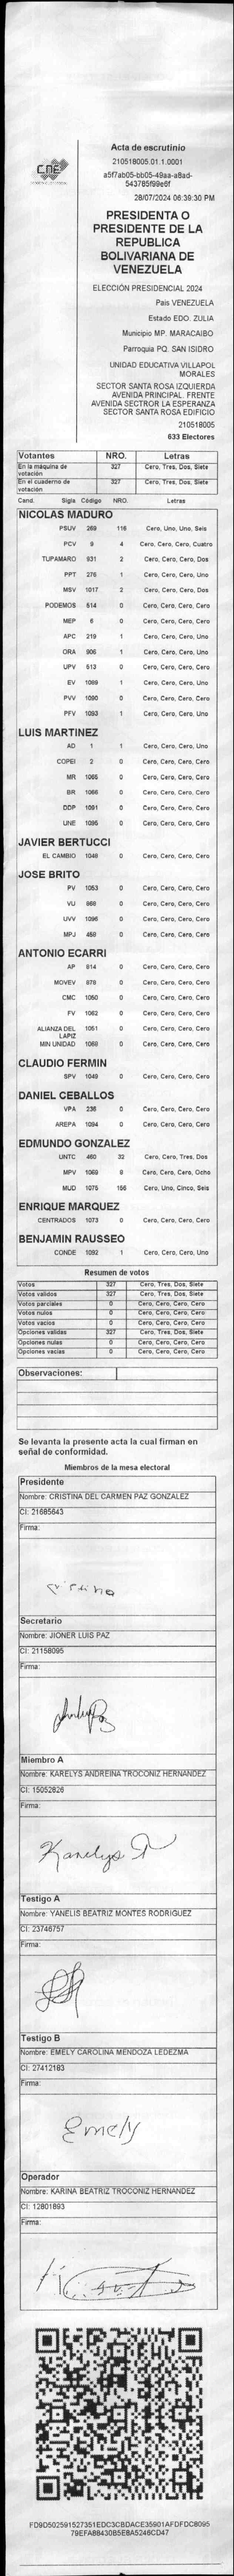 CNE
Acta de escrutinio
210518005.01.1.0001
a5f7ab05-bb05-49aa-a8ad-
543785f99e6f
28/07/2024 06:39:30 PM
PRESIDENTA O
PRESIDENTE DE LA
REPUBLICA
BOLIVARIANA DE
VENEZUELA
ELECCIÓN PRESIDENCIAL 2024
Pais VENEZUELA
Estado EDO. ZULIA
Municipio MP. MARACAIBO
Parroquia PQ. SAN ISIDRO
UNIDAD EDUCATIVA VILLAPOL
MORALES
SECTOR SANTA ROSA IZQUIERDA
AVENIDA PRINCIPAL. FRENTE
AVENIDA SECTROR LA ESPERANZA
SECTOR SANTA ROSA EDIFICIO
210518005
633 Electores
Votantes NRO. Letras
En la máquina de votación 327 Cero, Tres, Dos, Siete
En el cuaderno de votación 327 Cero, Tres, Dos, Siete
Cand. Sigla Código NRO. Letras
NICOLAS MADURO
PSUV 269 116 Cero, Uno, Uno, Seis
PCV 9 4 Cero, Cero, Cero, Cuatro
TUPAMARO 931 2 Cero, Cero, Cero, Dos
PPT 276 1 Cero, Cero, Cero, Uno
MSV 1017 2 Cero, Cero, Cero, Dos
PODEMOS 514 0 Cero, Cero, Cero, Cero
MEP 6 0 Cero, Cero, Cero, Cero
APC 219 1 Cero, Cero, Cero, Uno
ORA 906 1 Cero, Cero, Cero, Uno
UPV 513 0 Cero, Cero, Cero, Cero
EV 1089 1 Cero, Cero, Cero, Uno
PVV 1090 0 Cero, Cero, Cero, Cero
PFV 1093 1 Cero, Cero, Cero, Uno
LUIS MARTINEZ
AD 1 1 Cero, Cero, Cero, Uno
COPEI 2 0 Cero, Cero, Cero, Cero
MR 1065 0 Cero, Cero, Cero, Cero
BR 1066 0 Cero, Cero, Cero, Cero
DDP 1091 0 Cero, Cero, Cero, Cero
UNE 1095 0 Cero, Cero, Cero, Cero
JAVIER BERTUCCI
EL CAMBIO 1048 0 Cero, Cero, Cero, Cero
JOSE BRITO
PV 1053 0 Cero, Cero, Cero, Cero
VU 868 0 Cero, Cero, Cero, Cero
UVV 1096 0 Cero, Cero, Cero, Cero
MPJ 458 0 Cero, Cero, Cero, Cero
ANTONIO ECARRI
AP 814 0 Cero, Cero, Cero, Cero
MOVEV 879 0 Cero, Cero, Cero, Cero
CMC 1050 0 Cero, Cero, Cero, Cero
FV 1062 0 Cero, Cero, Cero, Cero
ALIANZA DEL LAPIZ 1051 0 Cero, Cero, Cero, Cero
MIN UNIDAD 1088 0 Cero, Cero, Cero, Cero
CLAUDIO FERMIN
SPV 1049 0 Cero, Cero, Cero, Cero
DANIEL CEBALLOS
VPA 236 0 Cero, Cero, Cero, Cero
AREPA 1094 0 Cero, Cero, Cero, Cero
EDMUNDO GONZALEZ
UNTC 460 32 Cero, Cero, Tres, Dos
MPV 1069 8 Cero, Cero, Cero, Ocho
MUD 1075 156 Cero, Uno, Cinco, Seis
ENRIQUE MARQUEZ
CENTRADOS 1073 0 Cero, Cero, Cero, Cero
BENJAMIN RAUSSEO
CONDE 1092 1 Cero, Cero, Cero, Uno
Resumen de votos
Votos 327 Cero, Tres, Dos, Siete
Votos validos 327 Cero, Tres, Dos, Siete
Votos parciales 0 Cero, Cero, Cero, Cero
Votos nulos 0 Cero, Cero, Cero, Cero
Votos vacios 0 Cero, Cero, Cero, Cero
Opciones validas 327 Cero, Tres, Dos, Siete
Opciones nulas 0 Cero, Cero, Cero, Cero
Opciones vacias 0 Cero, Cero, Cero, Cero
Observaciones:
Se levanta la presente acta la cual firman en
señal de conformidad.
Miembros de la mesa electoral
Presidente
Nombre: CRISTINA DEL CARMEN PAZ GONZALEZ
CI: 21685643
Firma:
cristina
Secretario
Nombre: JIONER LUIS PAZ
CI: 21158095
Firma:
Miembro A
Nombre: KARELYS ANDREINA TROCONIZ HERNANDEZ
CI: 15052826
Firma:
Karelys T
Testigo A
Nombre: YANELIS BEATRIZ MONTES RODRIGUEZ
CI: 23746757
Firma:
Testigo B
Nombre: EMELY CAROLINA MENDOZA LEDEZMA
CI: 27412183
Firma:
Emely
Operador
Nombre: KARINA BEATRIZ TROCONIZ HERNANDEZ
CI: 12801893
Firma:
FD9D502591527351EDC3CBDACE35901AFDFDC8095
79EFA88430B5E8A5246CD47